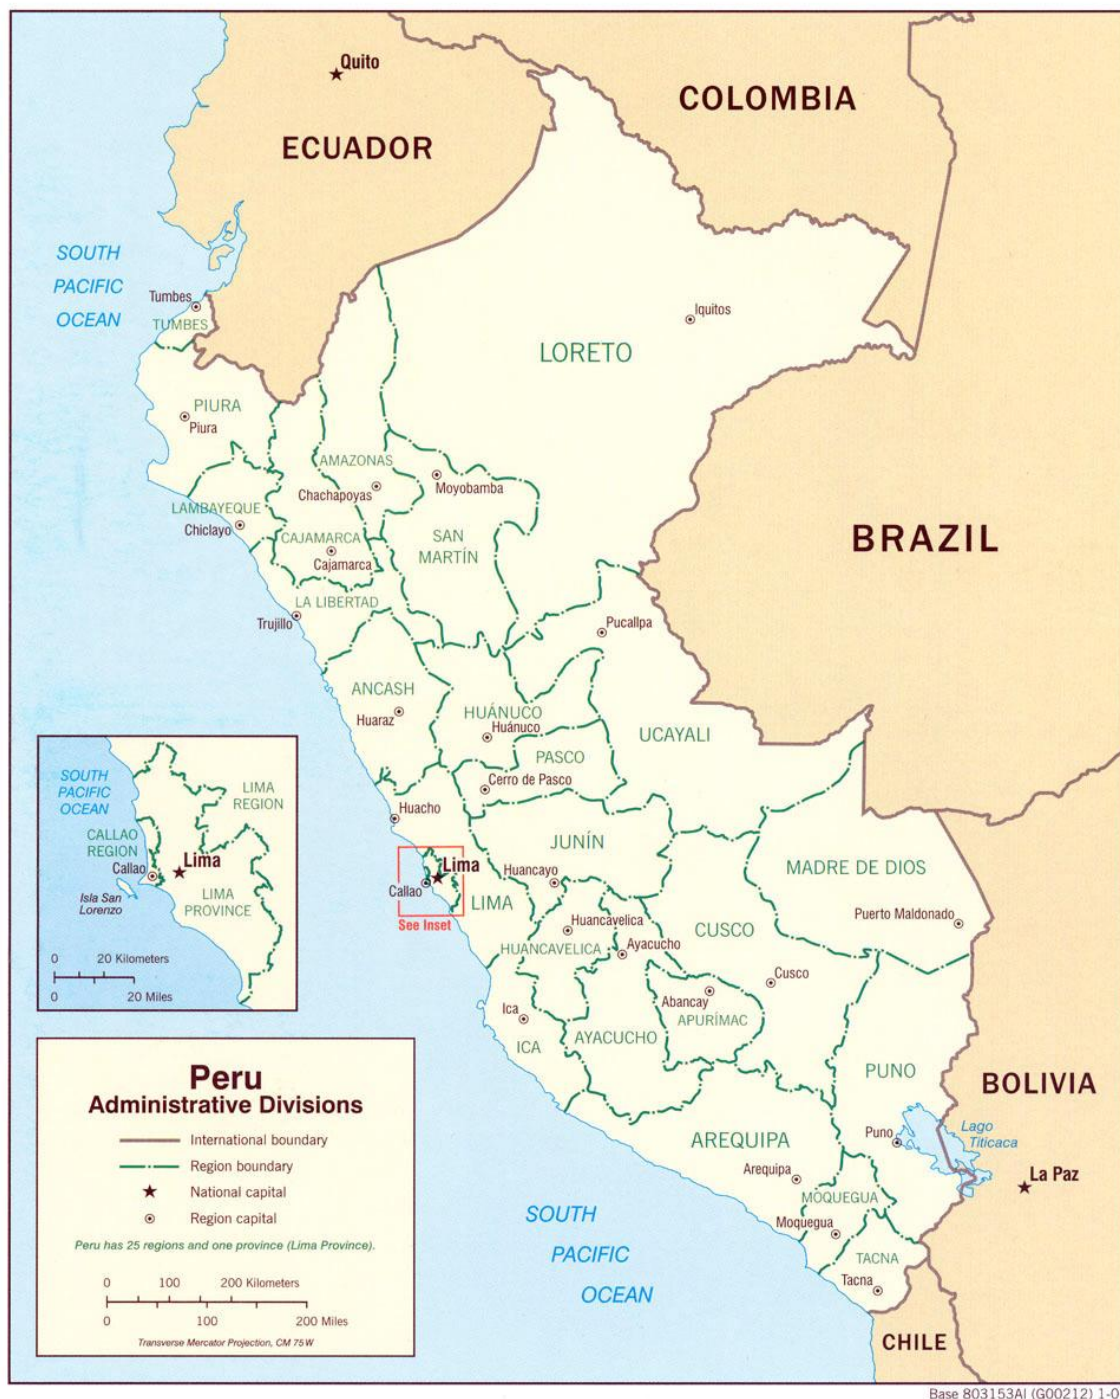 Quito
COLOMBIA
ECUADOR
SOUTH
PACIFIC
OCEAN
Tumbes
TUMBES
Iquitos
LORETO
PIURA
Piura
AMAZONAS
Moyobamba
Chachapoyas
LAMBAYEQUE
Chiclayo
CAJAMARCA
Cajamarca
SAN
MARTÍN
BRAZIL
LA LIBERTAD
Trujillo
Pucallpa
ANCASH
Huaraz
HUÁNUCO
Huánuco
UCAYALI
PASCO
Cerro de Pasco
Huacho
JUNÍN
Lima
Callao
See Inset
LIMA
Huancayo
MADRE DE DIOS
Puerto Maldonado
Huancavelica
HUANCAVELICA
Ayacucho
CUSCO
Cusco
Abancay
APURÍMAC
Ica
ICA
AYACUCHO
PUNO
BOLIVIA
Puno
Lago
Titicaca
La Paz
AREQUIPA
Arequipa
MOQUEGUA
Moquegua
TACNA
Tacna
CHILE
SOUTH
PACIFIC
OCEAN
SOUTH
PACIFIC
OCEAN
LIMA
REGION
CALLAO
REGION
Callao
Lima
Isla San
Lorenzo
LIMA
PROVINCE
0 20 Kilometers
0 20 Miles
Peru
Administrative Divisions
International boundary
Region boundary
National capital
Region capital
Peru has 25 regions and one province (Lima Province).
0 100 200 Kilometers
0 100 200 Miles
Transverse Mercator Projection, CM 75W
Base 803153AI (G00212) 1-0